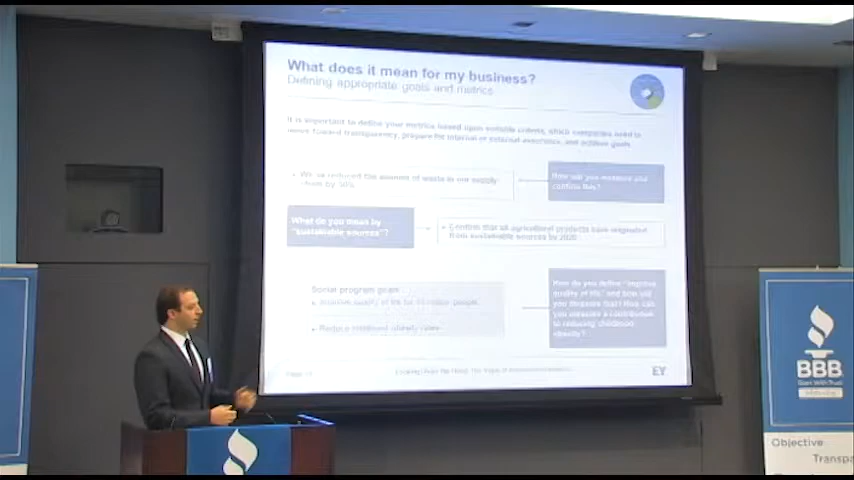 What does it mean for my business?
Defining appropriate goals and metrics
It is important to define your metrics based upon suitable criteria, which companies need to
move toward transparency, prepare for internal or external assurance, and achieve goals
We've reduced the amount of waste in our supply
by 50%
How can you measure and
confirm this?
What do you mean by
"sustainable sources"?
Confirm that all agricultural products have originated
from sustainable sources by 2020
Social program goals
Improve quality of life for
people
Reduce childhood obesity rates
How do you define "improve
quality of life" and how will
you measure that? How can
you measure a contribution
to reducing childhood
obesity?
Page
EY
BBB
Start With Trust
Objective
Transpa